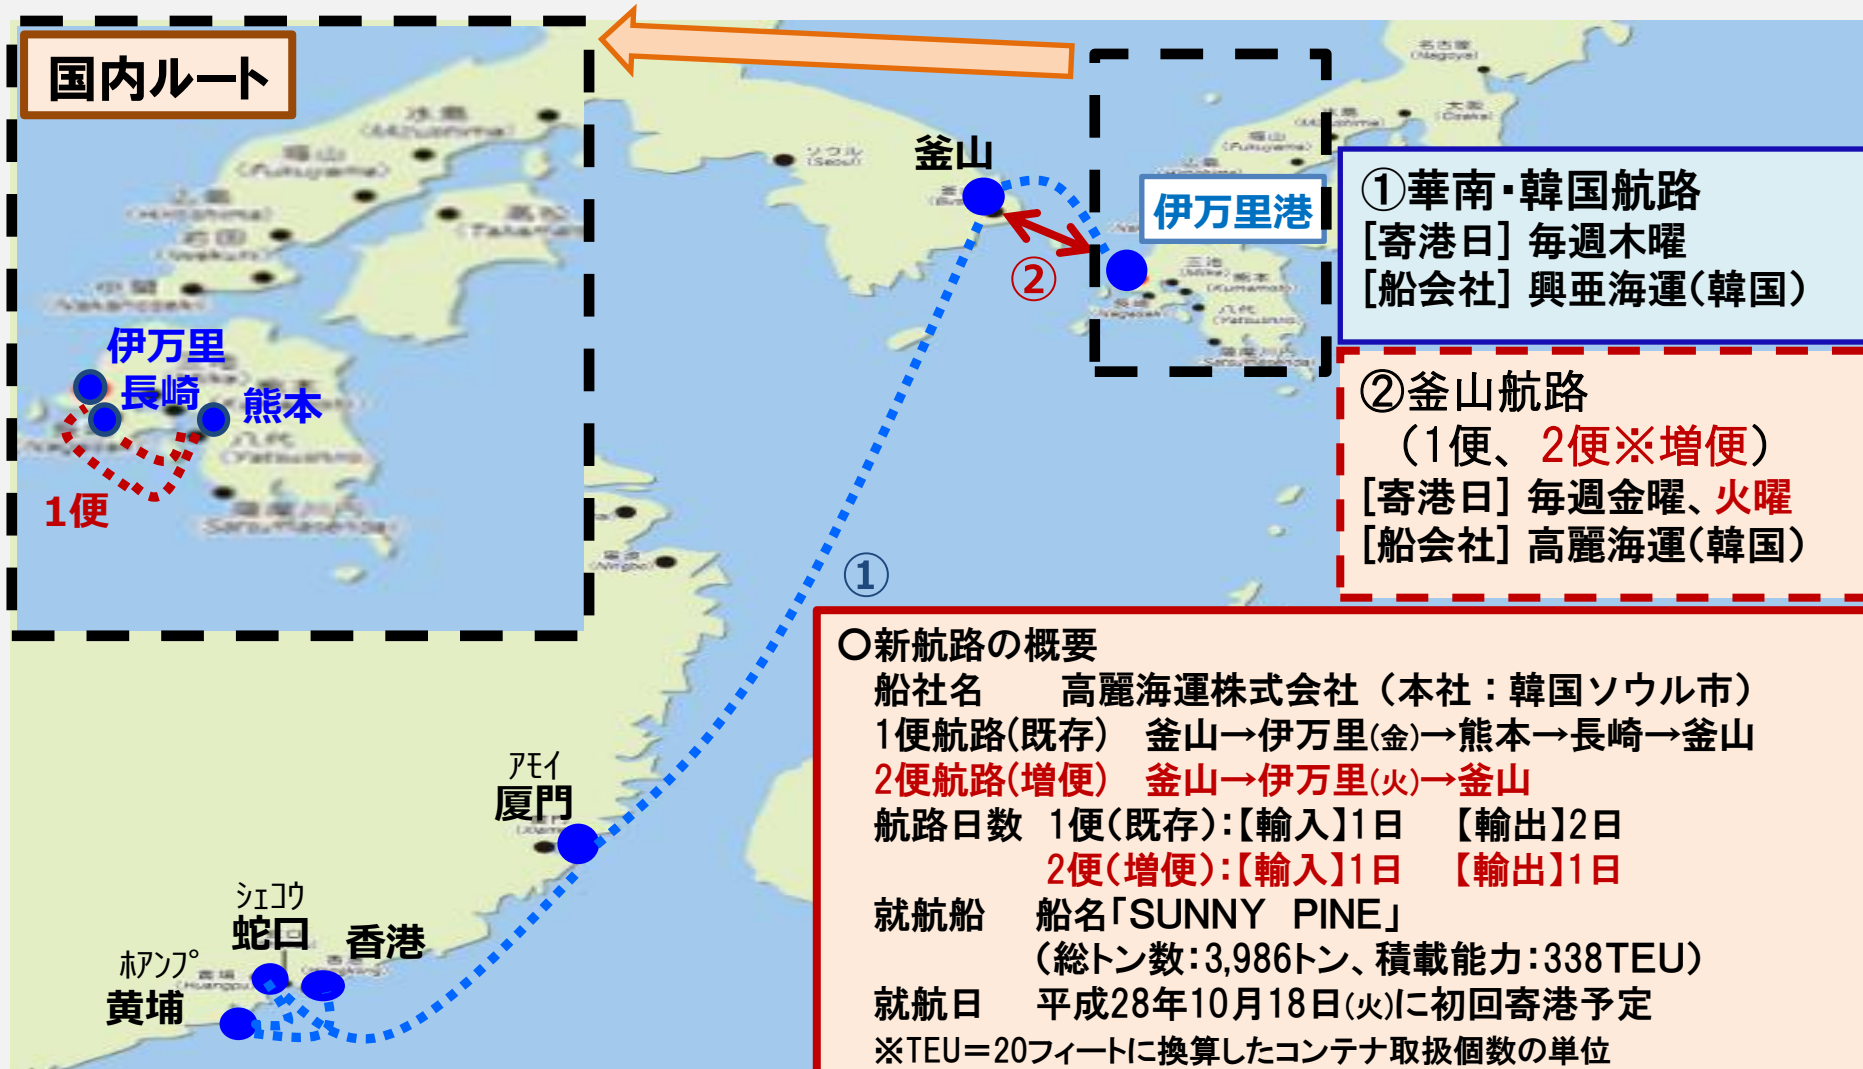 国内ルート
伊万里
長崎
熊本
1便
釜山
ソウル
(Seoul)
名古屋
(Nagoya)
大阪
(Osaka)
伊万里港
②
①
アモイ
厦門
シェコウ
蛇口
香港
ホアンプ
黄埔
①華南・韓国航路
[寄港日] 毎週木曜
[船会社] 興亜海運(韓国)
②釜山航路
(1便、2便※増便)
[寄港日] 毎週金曜、火曜
[船会社] 高麗海運(韓国)
○新航路の概要
船社名 高麗海運株式会社（本社：韓国ソウル市）
1便航路(既存) 釜山→伊万里(金)→熊本→長崎→釜山
2便航路(増便) 釜山→伊万里(火)→釜山
航路日数 1便(既存):【輸入】1日 【輸出】2日
2便(増便):【輸入】1日 【輸出】1日
就航船 船名「SUNNY PINE」
(総トン数:3,986トン、積載能力:338TEU)
就航日 平成28年10月18日(火)に初回寄港予定
※TEU=20フィートに換算したコンテナ取扱個数の単位